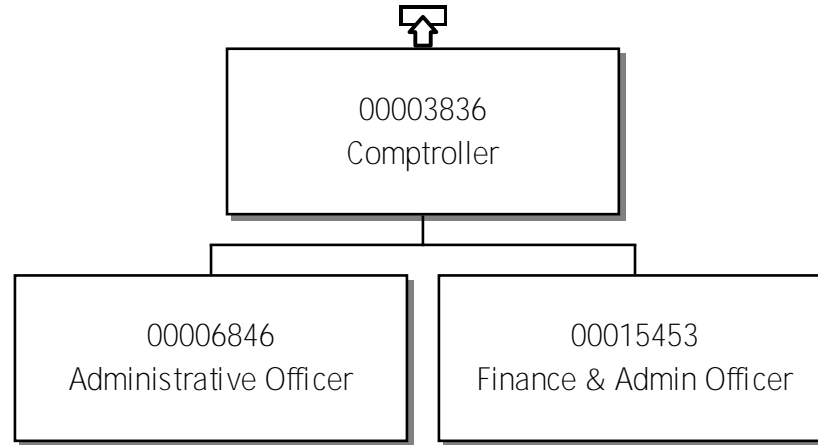 00003836
Comptroller
00006846
Administrative Officer
00015453
Finance & Admin Officer